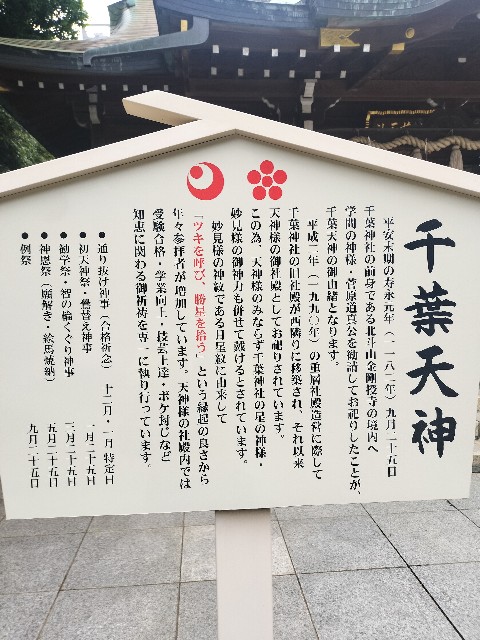 千葉天神
平安末期の寿永元年（一一八二年）九月二十五日
千葉神社の前身である北斗山金剛授寺の境内へ
学問の神様・菅原道真公を勧請してお祀りしたことが、
千葉天神の御由緒となります。
平成二年（一九九〇年）の重層社殿造営に際して
千葉神社の旧社殿が西隣りに移築され、それ以来
天神様の御社殿としてお祀りされています。
この為、天神様のみならず千葉神社の星の神様・
妙見様の御神力も併せて戴けるとされています。
妙見様の神紋である月星紋に由来して
「ツキを呼び、勝星を拾う」という縁起の良さから
年々参拝者が増加しています。天神様の社殿内では
受験合格・学業向上・技芸上達・ボケ封じなど
知恵に関わる御祈祷を専一に執り行っています。
●通り抜け神事（合格祈念）　十二月・一月　特定日
●初天神祭・鷽替え神事　一月二十五日
●勧学祭・智の輪くぐり神事　三月二十五日
●神恩祭（願解き・絵馬焼納）　五月二十五日
●例祭　九月二十五日